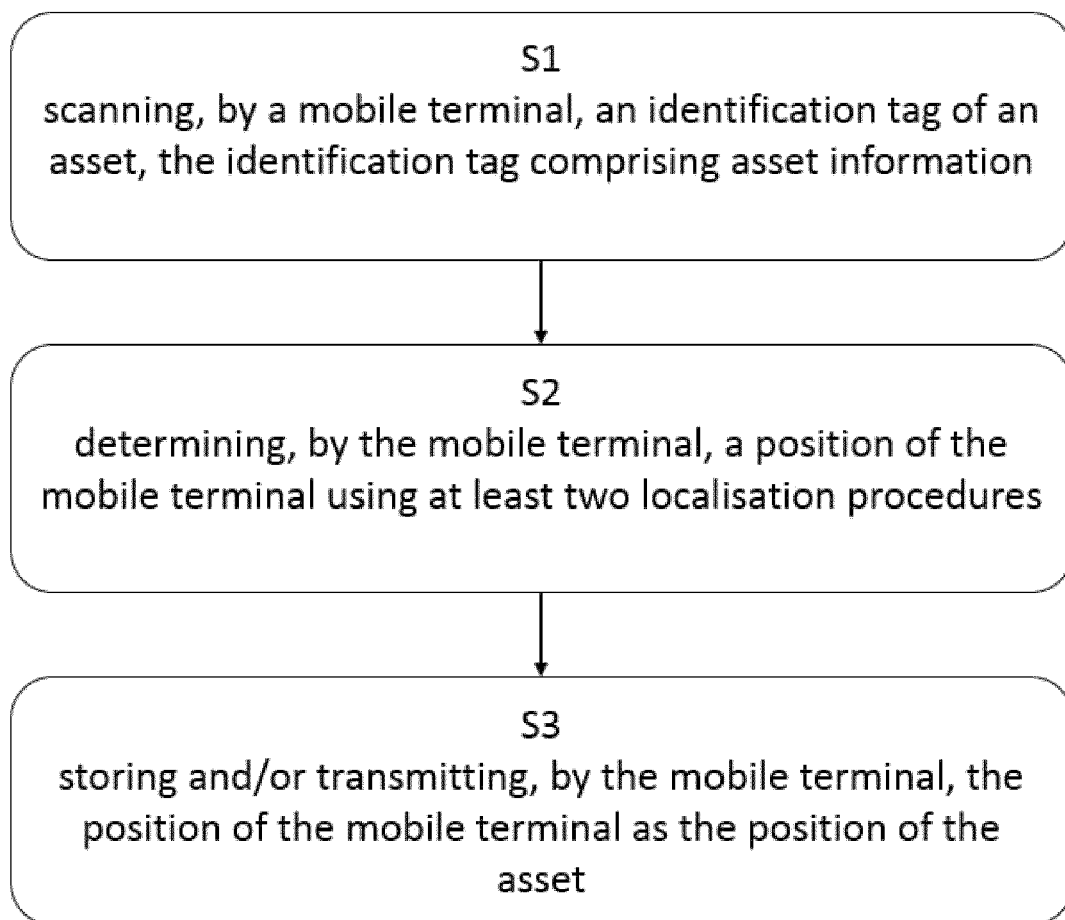 S1
scanning, by a mobile terminal, an identification tag of an
asset, the identification tag comprising asset information
S2
determining, by the mobile terminal, a position of the
mobile terminal using at least two localisation procedures
S3
storing and/or transmitting, by the mobile terminal, the
position of the mobile terminal as the position of the
asset